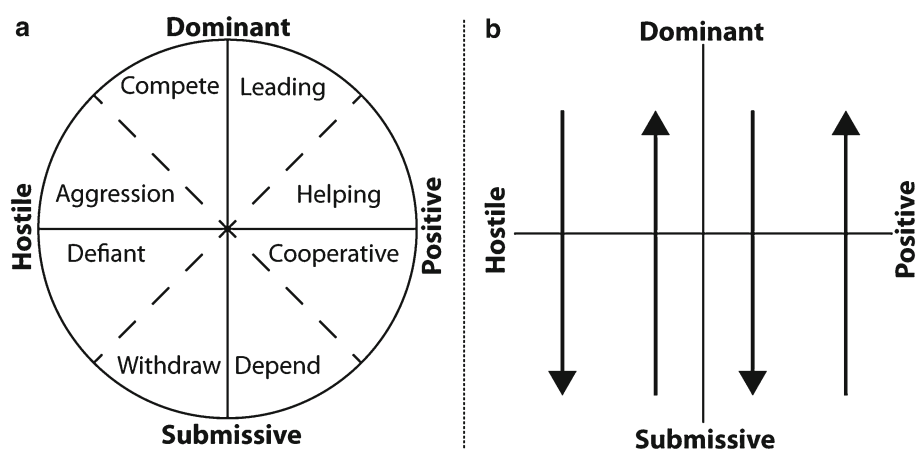 a
Dominant
Compete
Leading
Aggression
Helping
Hostile
Positive
Defiant
Cooperative
Withdraw
Depend
Submissive
b
Dominant
Hostile
Positive
Submissive